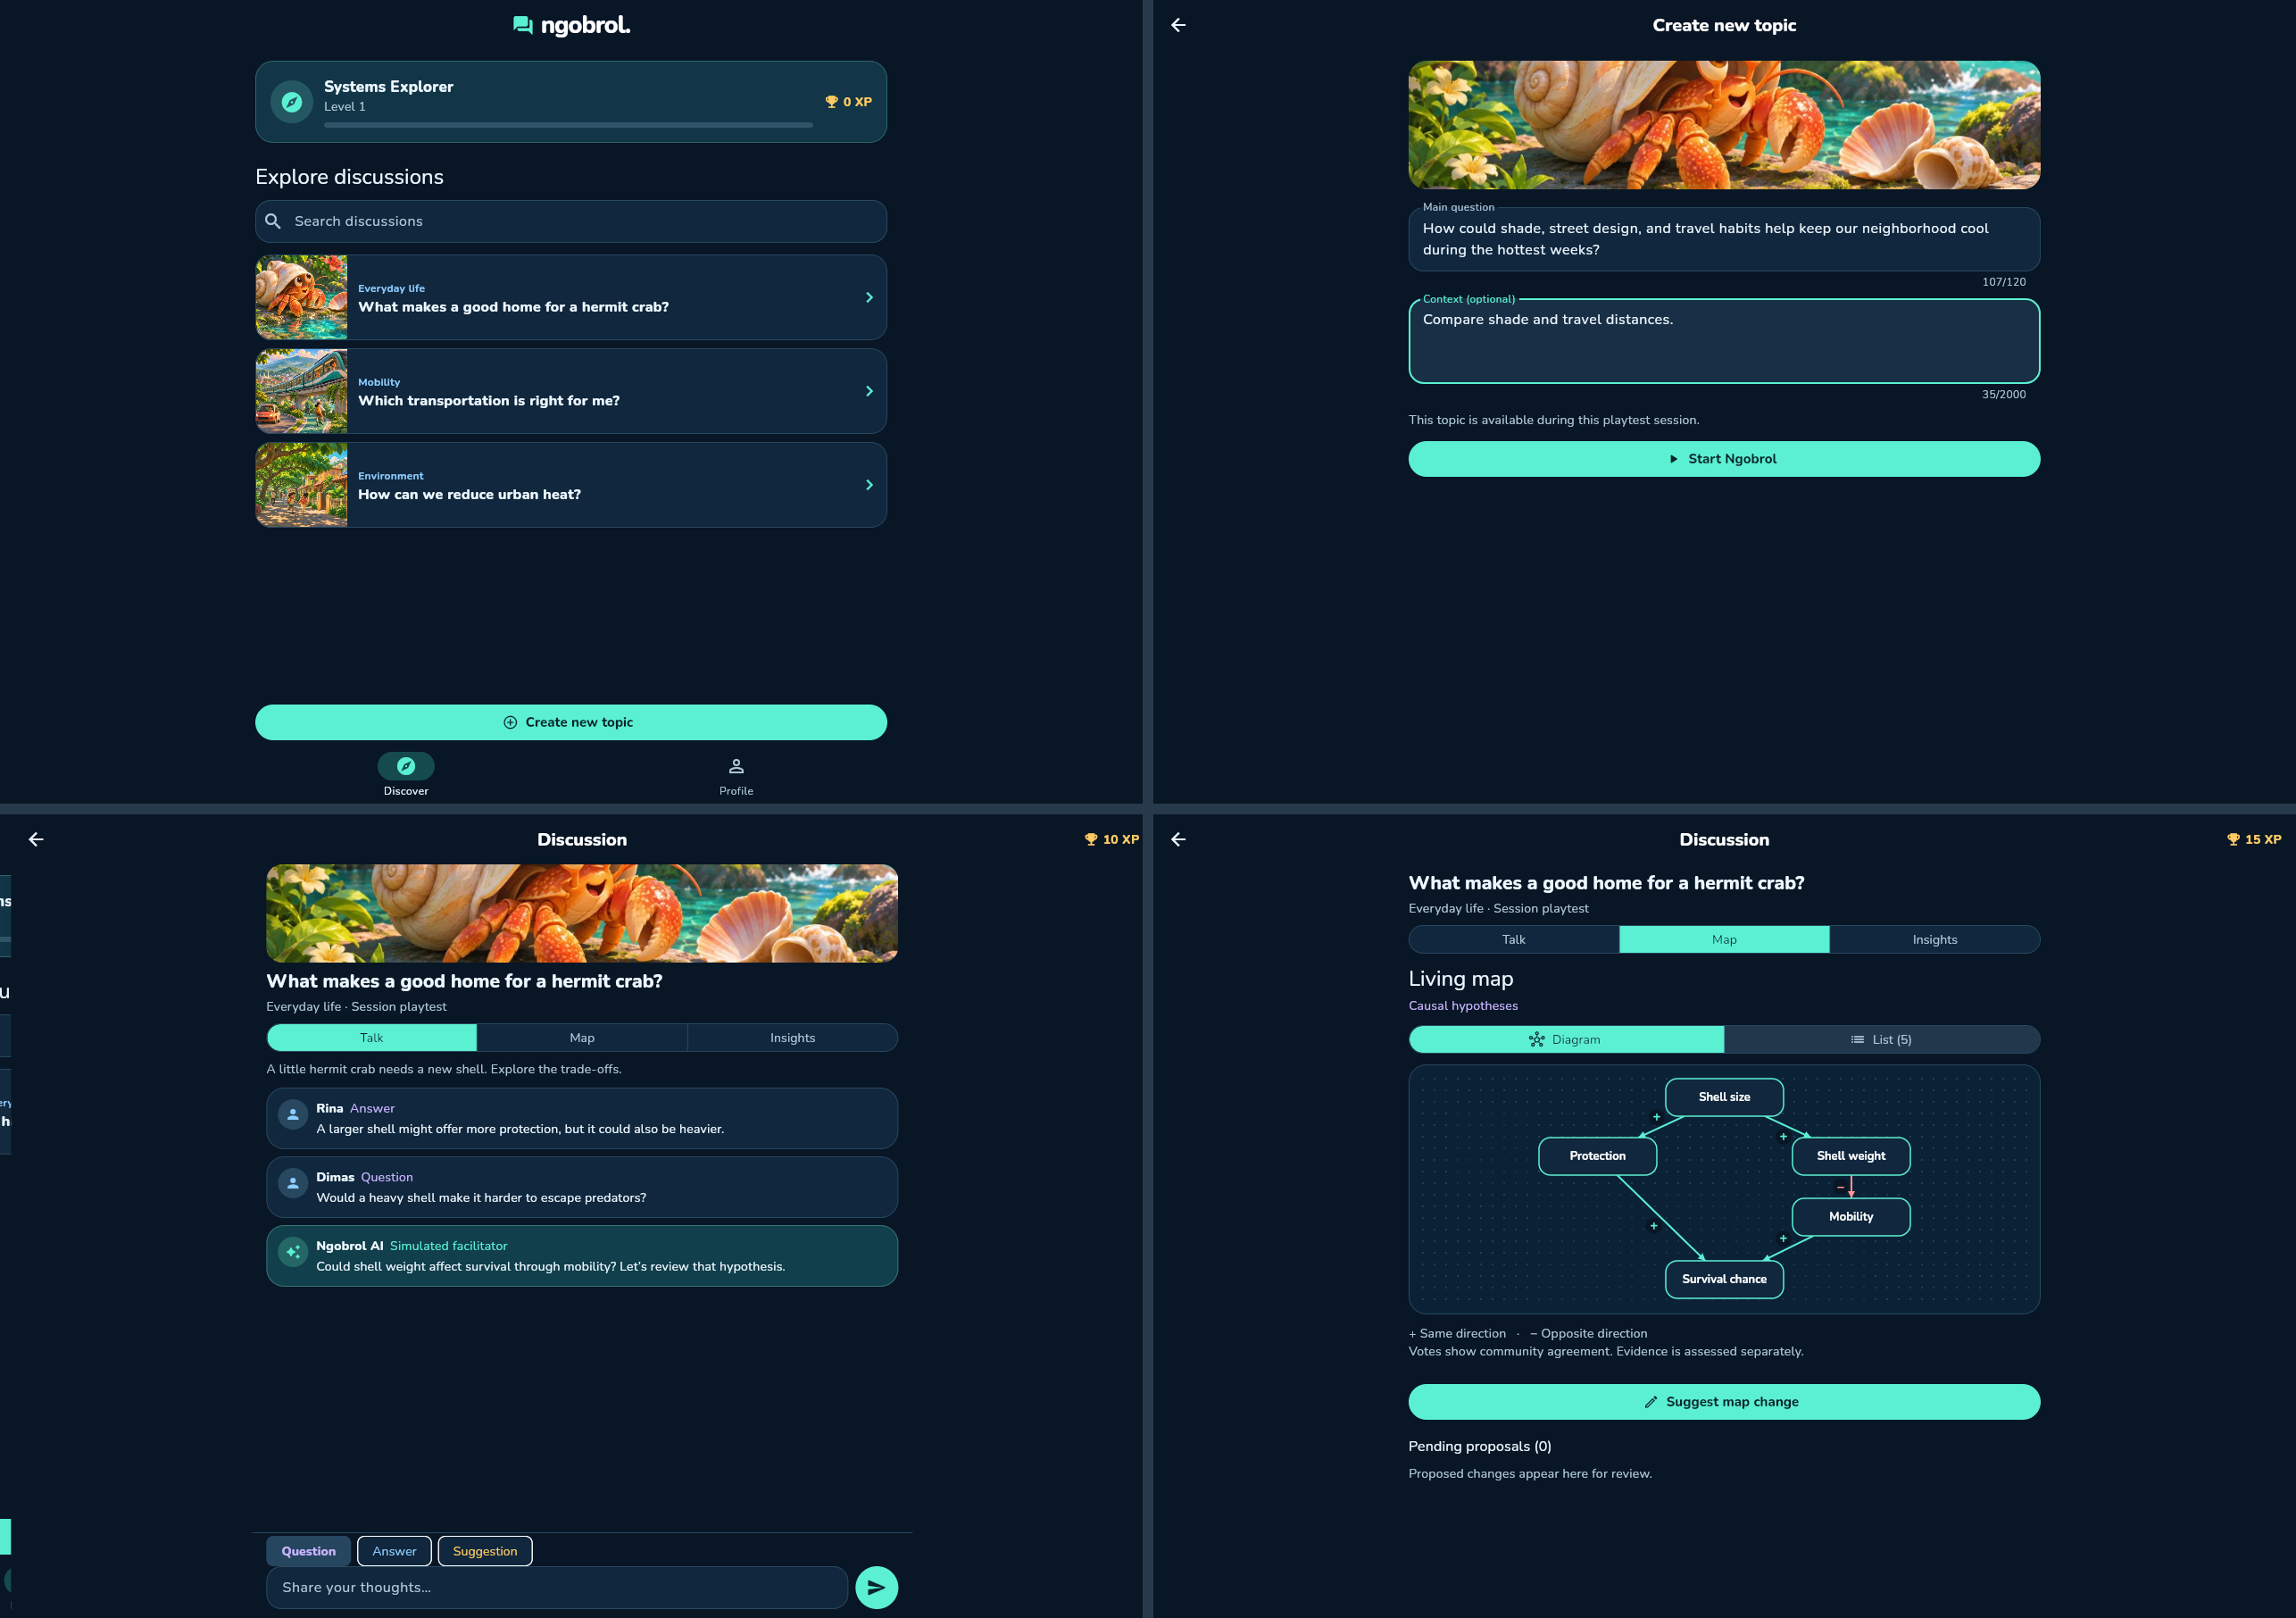 ngobrol.
Systems Explorer
Level 1
0 XP
Explore discussions
Search discussions
Everyday life
What makes a good home for a hermit crab?
Mobility
Which transportation is right for me?
Environment
How can we reduce urban heat?
Create new topic
Discover
Profile
Create new topic
Main question
How could shade, street design, and travel habits help keep our neighborhood cool
during the hottest weeks?
107/120
Context (optional)
Compare shade and travel distances.
35/2000
This topic is available during this playtest session.
Start Ngobrol
Discussion
10 XP
What makes a good home for a hermit crab?
Everyday life · Session playtest
Talk
Map
Insights
A little hermit crab needs a new shell. Explore the trade-offs.
Rina Answer
A larger shell might offer more protection, but it could also be heavier.
Dimas Question
Would a heavy shell make it harder to escape predators?
Ngobrol AI Simulated facilitator
Could shell weight affect survival through mobility? Let's review that hypothesis.
Question
Answer
Suggestion
Share your thoughts...
Discussion
15 XP
What makes a good home for a hermit crab?
Everyday life · Session playtest
Talk
Map
Insights
Living map
Causal hypotheses
Diagram
List (5)
Shell size
+
+
Protection
Shell weight
−
Mobility
+
+
Survival chance
+ Same direction · − Opposite direction
Votes show community agreement. Evidence is assessed separately.
Suggest map change
Pending proposals (0)
Proposed changes appear here for review.